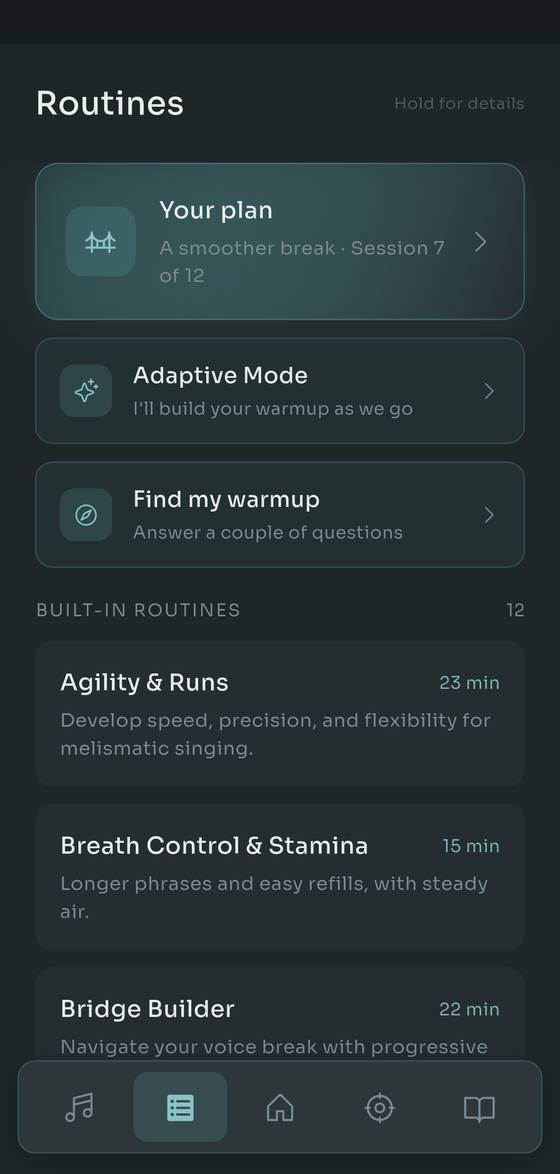 Routines
Hold for details
Your plan
A smoother break · Session 7
of 12
Adaptive Mode
I'll build your warmup as we go
Find my warmup
Answer a couple of questions
BUILT-IN ROUTINES
12
Agility & Runs
23 min
Develop speed, precision, and flexibility for
melismatic singing.
Breath Control & Stamina
15 min
Longer phrases and easy refills, with steady
air.
Bridge Builder
22 min
Navigate your voice break with progressive